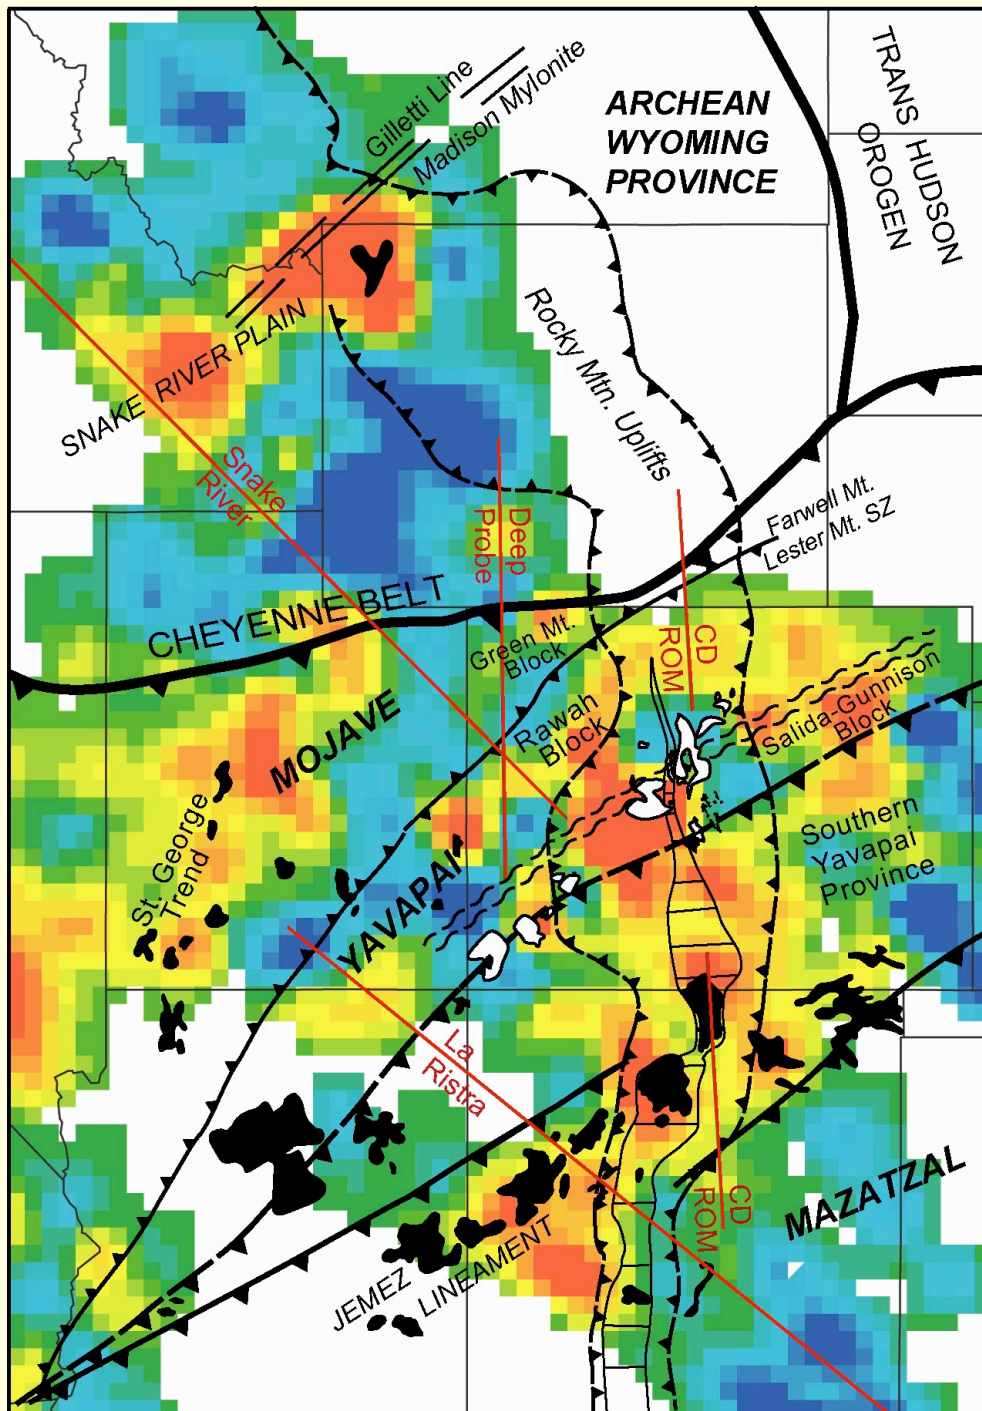 Gilletti Line
Madison Mylonite
ARCHEAN
WYOMING
PROVINCE
TRANS HUDSON
OROGEN
SNAKE RIVER PLAIN
Rocky Mtn. Uplifts
Snake
River
Deep
Probe
Farwell Mt.
Lester Mt. SZ
CHEYENNE BELT
CD
ROM
Green Mt.
Block
Rawah
Block
Salida-Gunnison
Block
MOJAVE
St. George
Trend
YAVAPAI
Southern
Yavapai
Province
La
Ristra
CD
ROM
MAZATZAL
JEMEZ
LINEAMENT